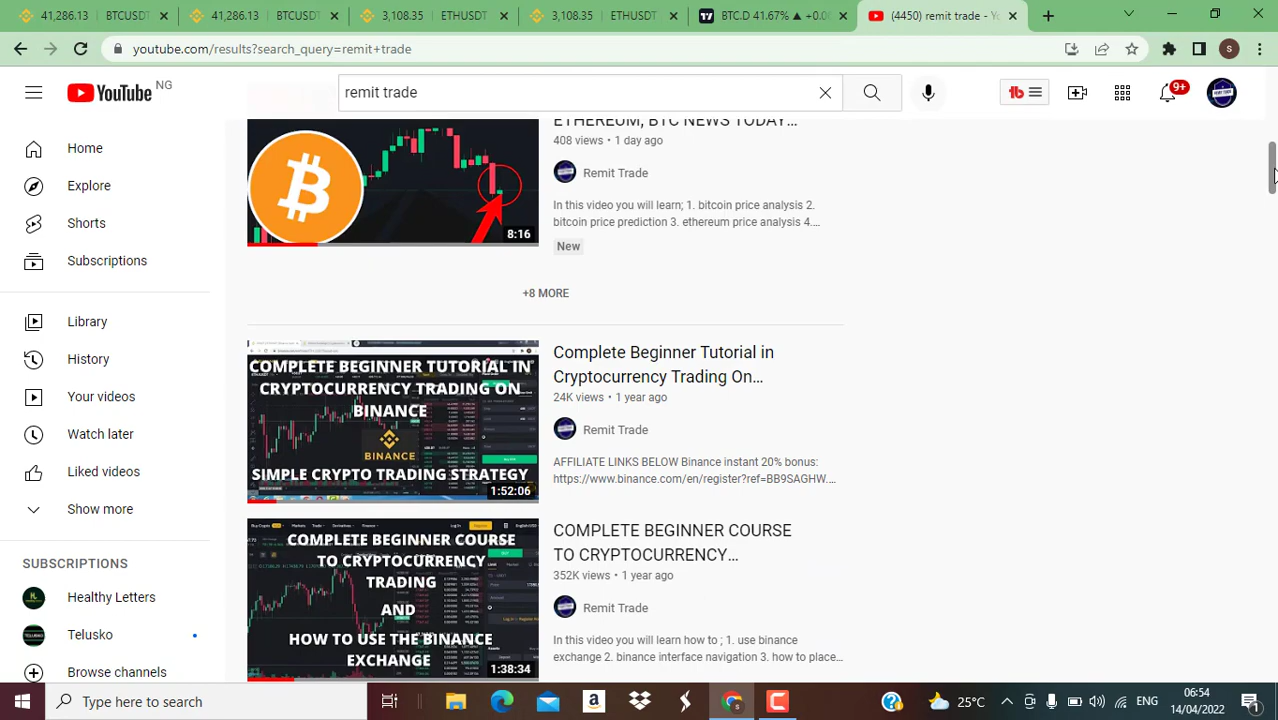 41,286.13 | BTCUSDT |
41,286.13 | BTCUSDT |
3,108.35 | ETHUSDT |
3,108.35 | ETHUSDT |
BTC.D 41.67% ▲ +0.0
(4450) remit trade - Yo
youtube.com/results?search_query=remit+trade
YouTube NG
remit trade
9+
S
Home
Explore
Shorts
Subscriptions
Library
History
Your videos
Watch later
Liked videos
Show more
SUBSCRIPTIONS
Healthy Letters
Telanko
Browse channels
ETHEREUM, BTC NEWS TODAY...
408 views • 1 day ago
Remit Trade
In this video you will learn; 1. bitcoin price analysis 2.
bitcoin price prediction 3. ethereum price analysis 4....
New
8:16
+8 MORE
COMPLETE BEGINNER TUTORIAL IN
CRYPTOCURRENCY TRADING ON
BINANCE
BINANCE
SIMPLE CRYPTO TRADING STRATEGY
1:52:06
Complete Beginner Tutorial in
Cryptocurrency Trading On...
24K views • 1 year ago
Remit Trade
AFFILIATE LINKS BELOW Binance instant 20% bonus:
https://www.binance.com/en/register?ref=BB9SAGHW....
COMPLETE BEGINNER COURSE
TO CRYPTOCURRENCY
TRADING
AND
HOW TO USE THE BINANCE
EXCHANGE
1:38:34
COMPLETE BEGINNER COURSE
TO CRYPTOCURRENCY...
352K views • 1 year ago
Remit Trade
In this video you will learn how to ; 1. use binance
exchange 2. binance interface navigation 3. how to place...
Type here to search
25°C
ENG
06:54
14/04/2022